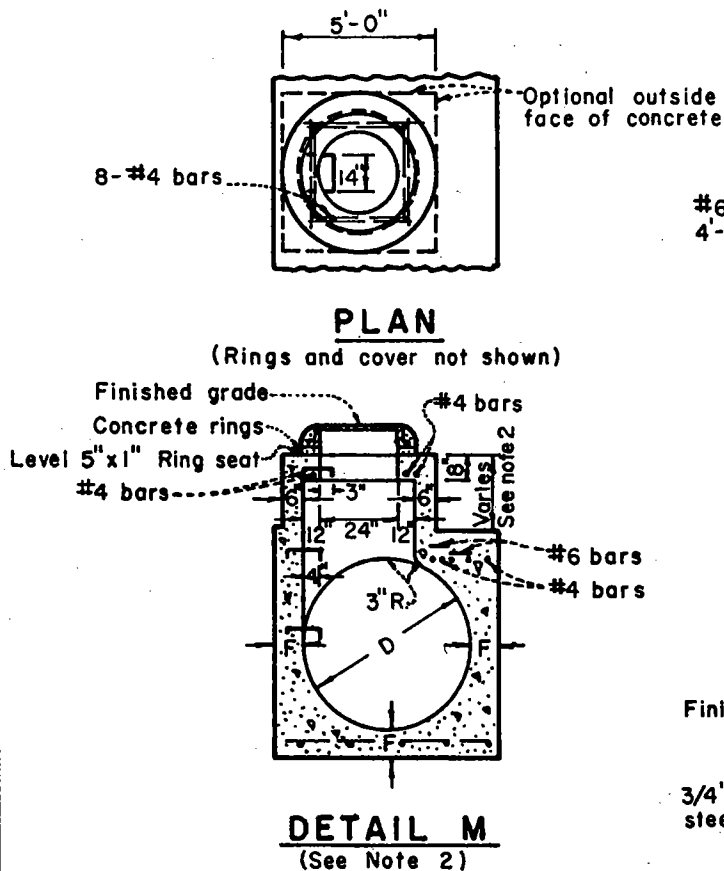 5'-0"
Optional outside
face of concrete
8-#4 bars
14"
#6
4'-
PLAN
(Rings and cover not shown)
Finished grade
#4 bars
Concrete rings
Level 5"x1" Ring seat
#4 bars
18"
Varies
See note 2
6"
3"
6"
12"
24"
12"
#6 bars
4"
#4 bars
3"R.
D
F
F
F
Fini
3/4"
stee
DETAIL M
(See Note 2)